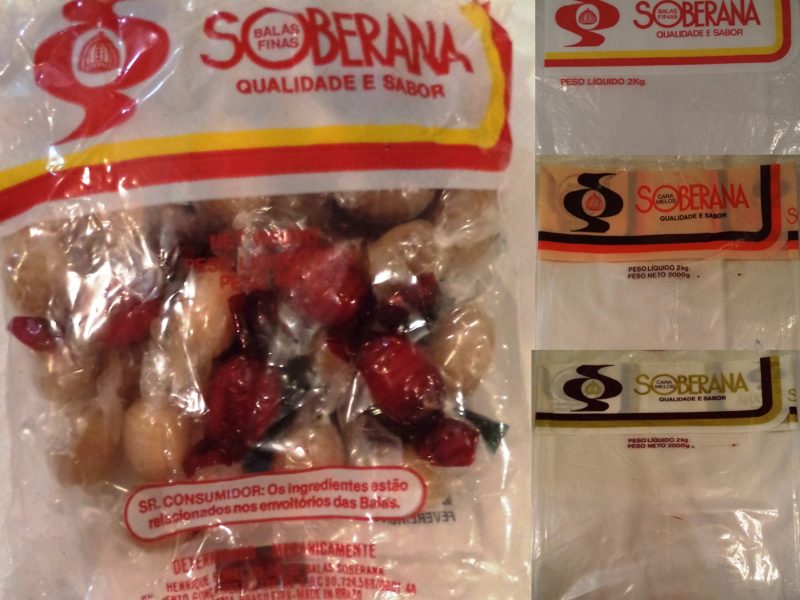 BALAS
FINAS
SOBERANA
QUALIDADE E SABOR
SR. CONSUMIDOR: Os ingredientes estão
relacionados nos envoltórios das Balas.
BALAS SOBERANA
HENRIQUE
MADE IN BRAZIL
BALAS
FINAS
SOBERANA
QUALIDADE E SABOR
PESO LÍQUIDO 2Kg
CARA
MELOS
SOBERANA
QUALIDADE E SABOR
PESO LÍQUIDO 2kg
PESO NETO 2000g
CARA
MELOS
SOBERANA
QUALIDADE E SABOR
PESO LÍQUIDO 2kg
PESO NETO 2000g